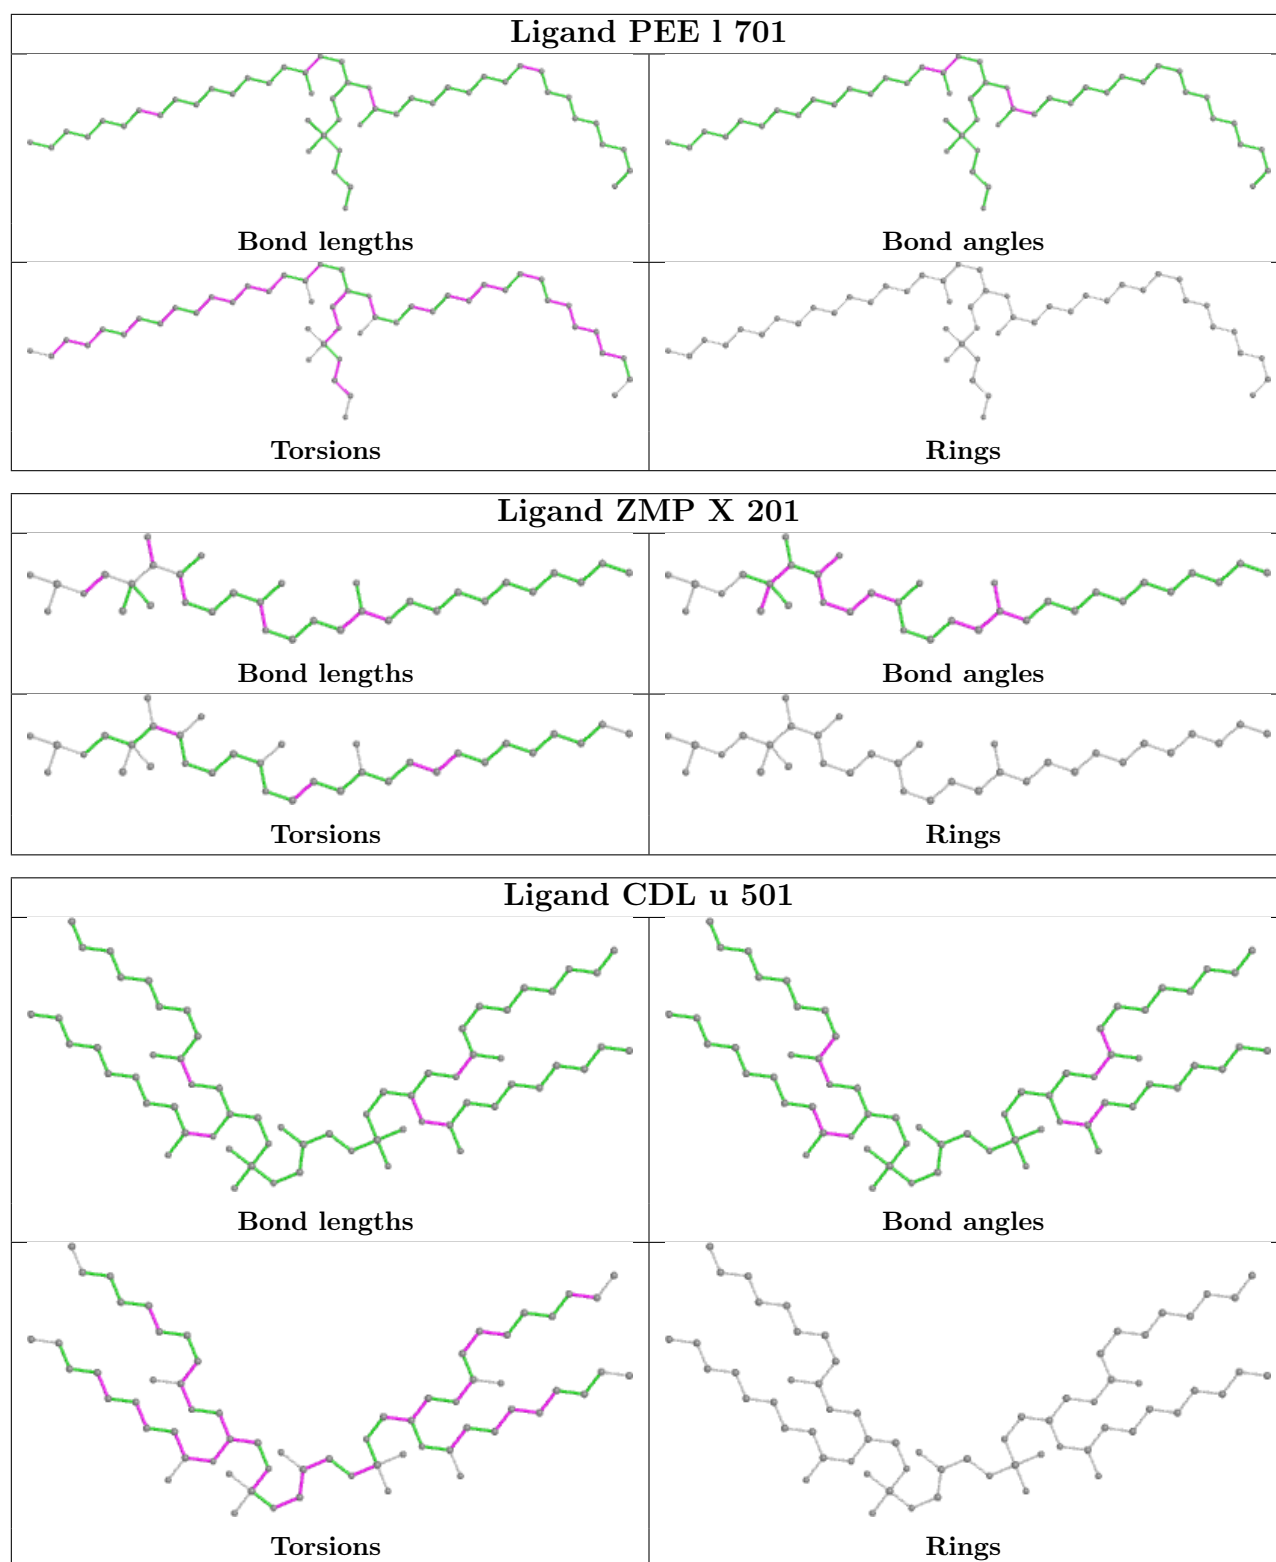 Ligand PEE l 701
Bond lengths
Bond angles
Torsions
Rings
Ligand ZMP X 201
Bond lengths
Bond angles
Torsions
Rings
Ligand CDL u 501
Bond lengths
Bond angles
Torsions
Rings